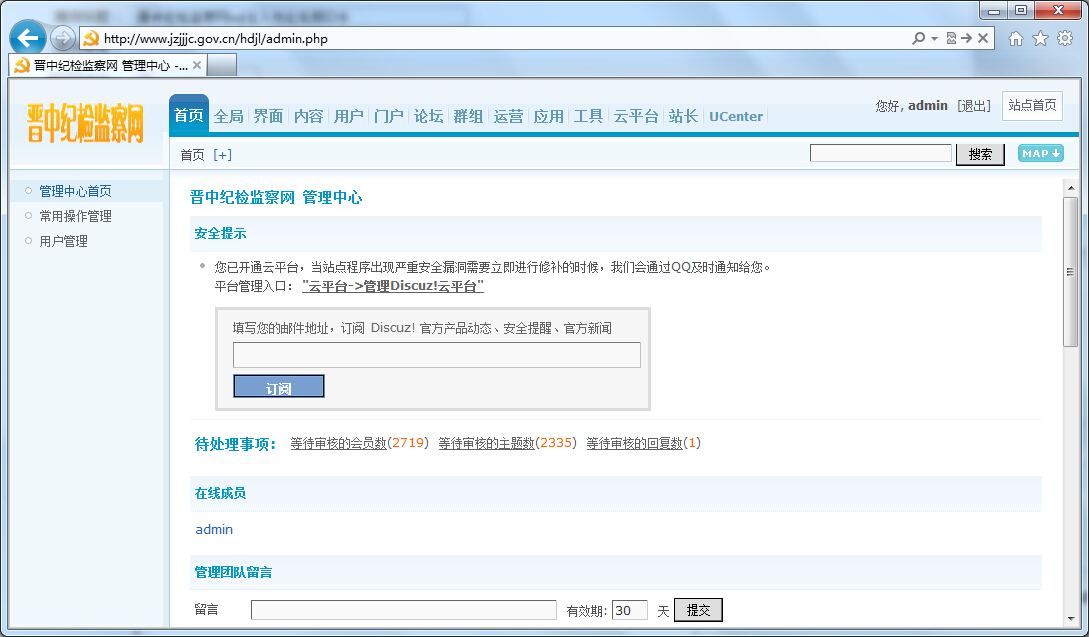 http://www.jzjjjc.gov.cn/hdjl/admin.php
晋中纪检监察网 管理中心 -...
晋中纪检监察网
首页 全局 界面 内容 用户 门户 论坛 群组 运营 应用 工具 云平台 站长 UCenter
您好, admin [退出] 站点首页
首页 [+]
搜索 MAP
管理中心首页
常用操作管理
用户管理
晋中纪检监察网 管理中心
安全提示
您已开通云平台，当站点程序出现严重安全漏洞需要立即进行修补的时候，我们会通过QQ及时通知给您。
平台管理入口： "云平台->管理Discuz!云平台"
填写您的邮件地址，订阅 Discuz! 官方产品动态、安全提醒、官方新闻
订阅
待处理事项： 等待审核的会员数(2719) 等待审核的主题数(2335) 等待审核的回复数(1)
在线成员
admin
管理团队留言
留言 有效期: 30 天 提交